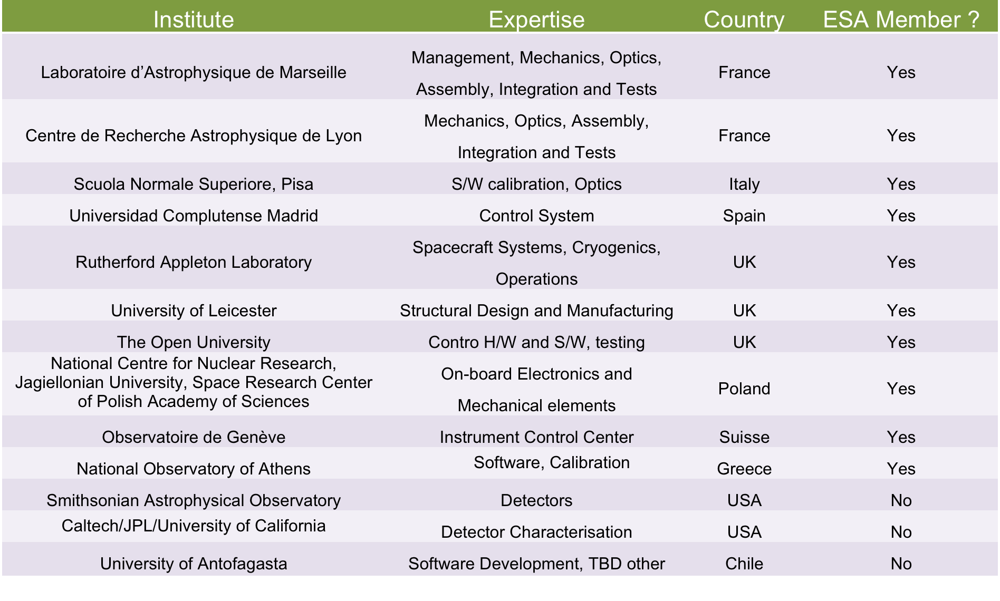 Institute Expertise Country ESA Member ?
Management, Mechanics, Optics,
Laboratoire d’Astrophysique de Marseille France Yes
Assembly, Integration and Tests
Mechanics, Optics, Assembly,
Centre de Recherche Astrophysique de Lyon France Yes
Integration and Tests
Scuola Normale Superiore, Pisa S/W calibration, Optics Italy Yes
Universidad Complutense Madrid Control System Spain Yes
Spacecraft Systems, Cryogenics,
Rutherford Appleton Laboratory UK Yes
Operations
University of Leicester Structural Design and Manufacturing UK Yes
The Open University Contro H/W and S/W, testing UK Yes
National Centre for Nuclear Research,
On-board Electronics and
Jagiellonian University, Space Research Center
Poland Yes
of Polish Academy of Sciences
Mechanical elements
Observatoire de Genève Instrument Control Center Suisse Yes
National Observatory of Athens Software, Calibration Greece Yes
Smithsonian Astrophysical Observatory Detectors USA No
Caltech/JPL/University of California Detector Characterisation USA No
University of Antofagasta Software Development, TBD other Chile No